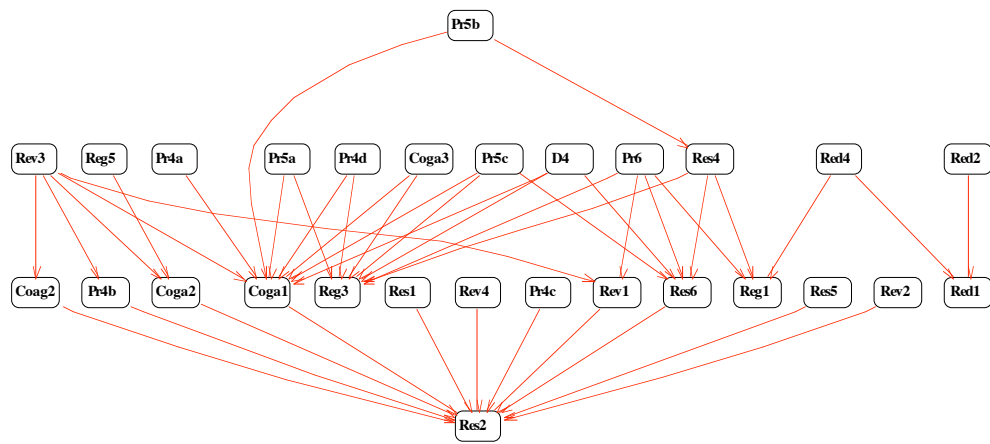 Pr5b
Rev3 Reg5 Pr4a Pr5a Pr4d Coga3 Pr5c D4 Pr6 Res4 Red4 Red2
Coag2 Pr4b Coga2 Coga1 Reg3 Res1 Rev4 Pr4c Rev1 Res6 Reg1 Res5 Rev2 Red1
Res2